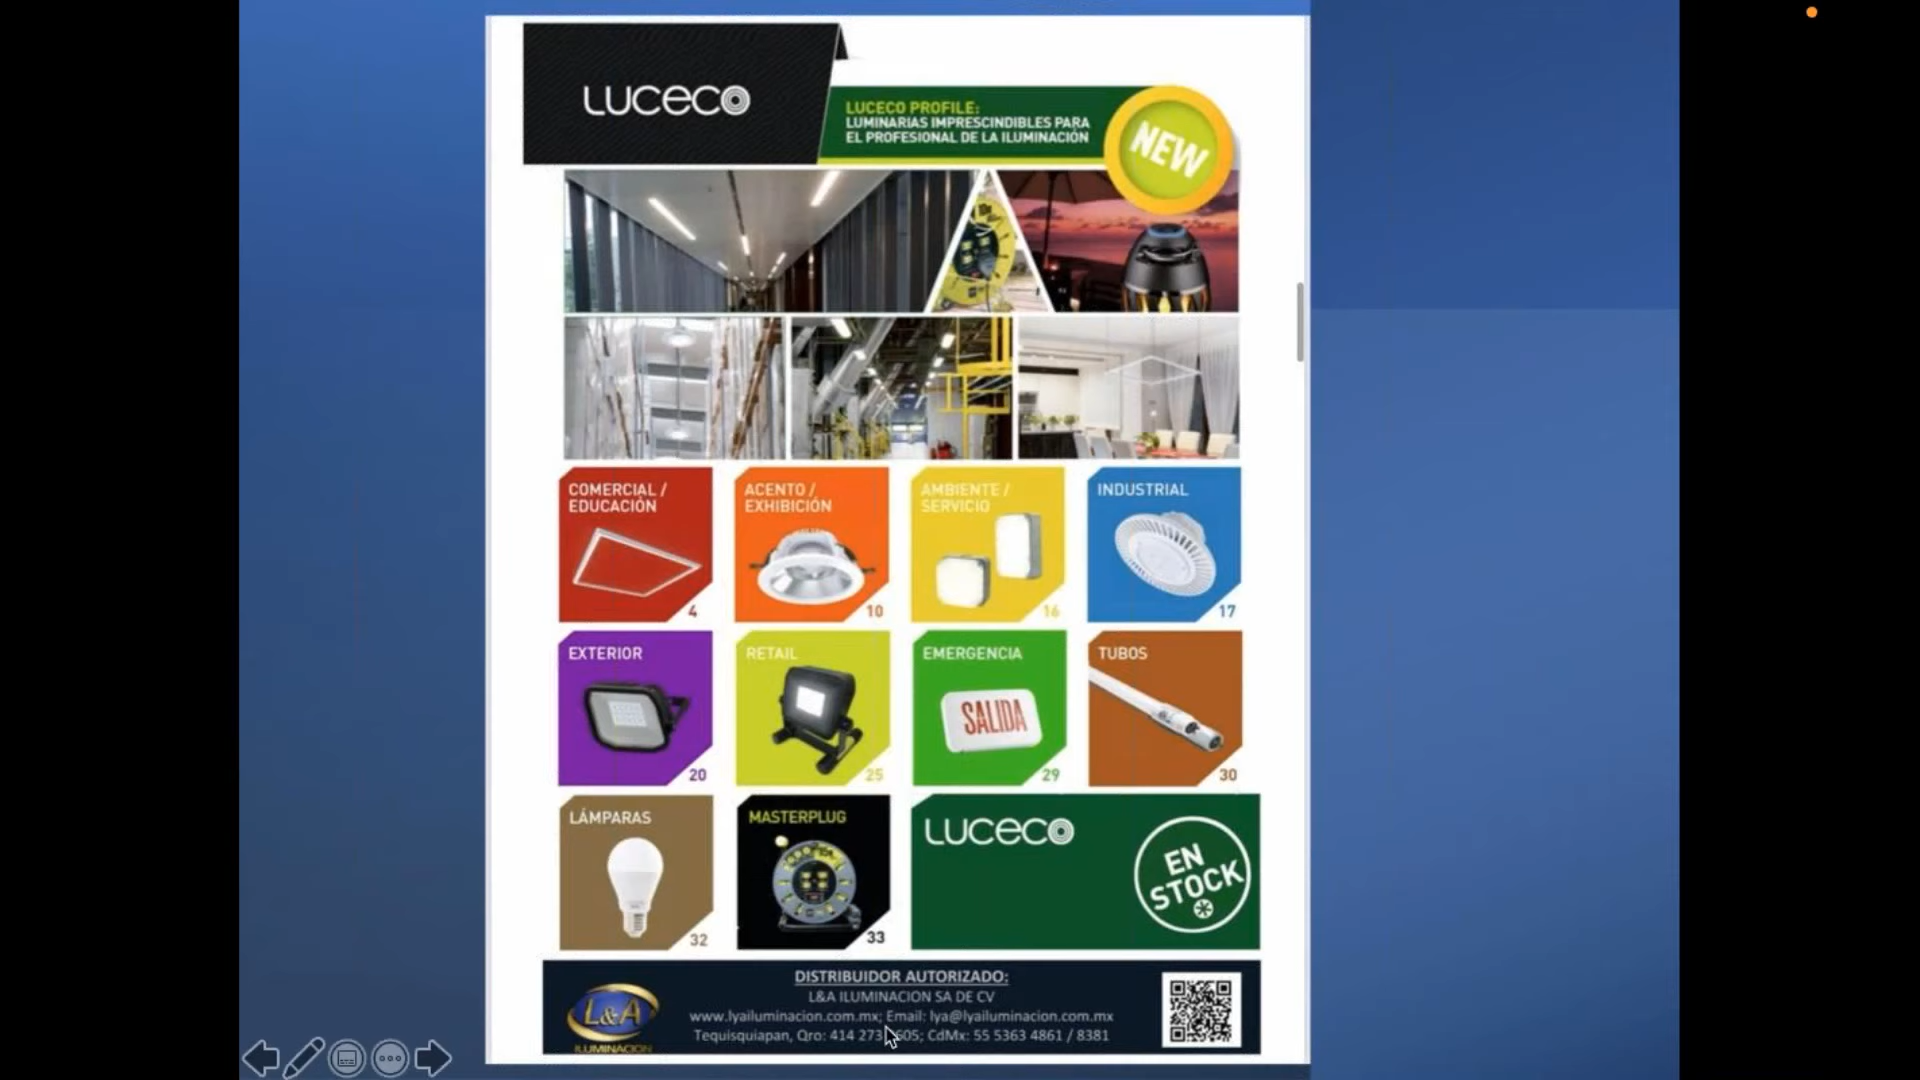 LUCECO
LUCECO PROFILE:
LUMINARIAS IMPRESCINDIBLES PARA
EL PROFESIONAL DE LA ILUMINACIÓN
NEW
COMERCIAL /
EDUCACIÓN
4
ACENTO /
EXHIBICIÓN
10
AMBIENTE /
SERVICIO
16
INDUSTRIAL
17
EXTERIOR
20
RETAIL
25
EMERGENCIA
SALIDA
29
TUBOS
30
LÁMPARAS
32
MASTERPLUG
33
LUCECO
EN
STOCK
*
L&A
ILUMINACION
DISTRIBUIDOR AUTORIZADO:
L&A ILUMINACION SA DE CV
www.lyailuminacion.com.mx; Email: lya@lyailuminacion.com.mx
Tequisquiapan, Qro: 414 273 605; CdMx: 55 5363 4861 / 8381